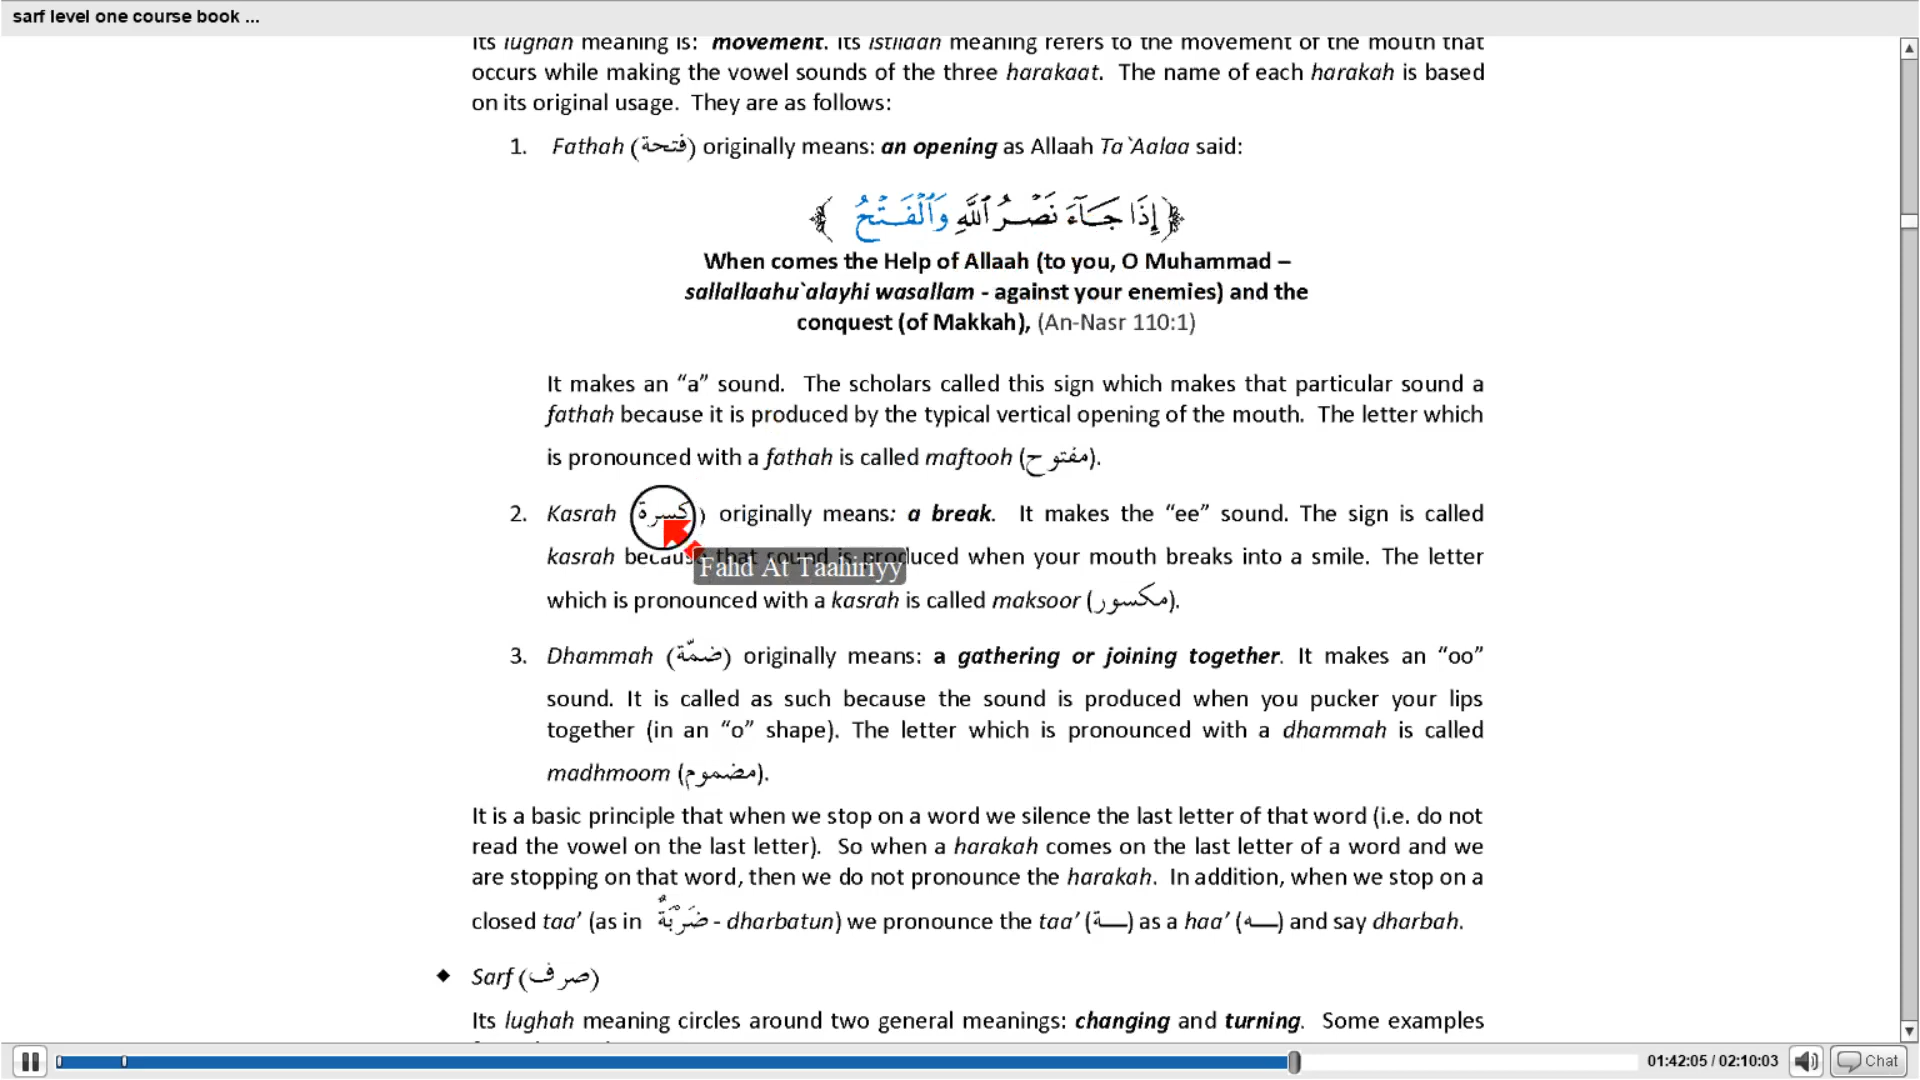 sarf level one course book ...
Its lughah meaning is: movement. Its istilaah meaning refers to the movement of the mouth that
occurs while making the vowel sounds of the three harakaat. The name of each harakah is based
on its original usage. They are as follows:
1. Fathah (فتحة) originally means: an opening as Allaah Ta`Aalaa said:
﴿إِذَا جَآءَ نَصْرُ ٱللَّهِ وَٱلْفَتْحُ ﴾
When comes the Help of Allaah (to you, O Muhammad –
sallallaahu`alayhi wasallam - against your enemies) and the
conquest (of Makkah), (An-Nasr 110:1)
It makes an “a” sound. The scholars called this sign which makes that particular sound a
fathah because it is produced by the typical vertical opening of the mouth. The letter which
is pronounced with a fathah is called maftooh (مفتوح).
2. Kasrah (كسرة) originally means: a break. It makes the “ee” sound. The sign is called
kasrah because that sound is produced when your mouth breaks into a smile. The letter
Fahd At Taahiriyy
which is pronounced with a kasrah is called maksoor (مكسور).
3. Dhammah (ضمّة) originally means: a gathering or joining together. It makes an “oo”
sound. It is called as such because the sound is produced when you pucker your lips
together (in an “o” shape). The letter which is pronounced with a dhammah is called
madhmoom (مضموم).
It is a basic principle that when we stop on a word we silence the last letter of that word (i.e. do not
read the vowel on the last letter). So when a harakah comes on the last letter of a word and we
are stopping on that word, then we do not pronounce the harakah. In addition, when we stop on a
closed taa’ (as in ضَرْبَةٌ - dharbatun) we pronounce the taa’ (ـــة) as a haa’ (ـــه) and say dharbah.
◆ Sarf (صرف)
Its lughah meaning circles around two general meanings: changing and turning. Some examples
01:42:05 / 02:10:03 Chat